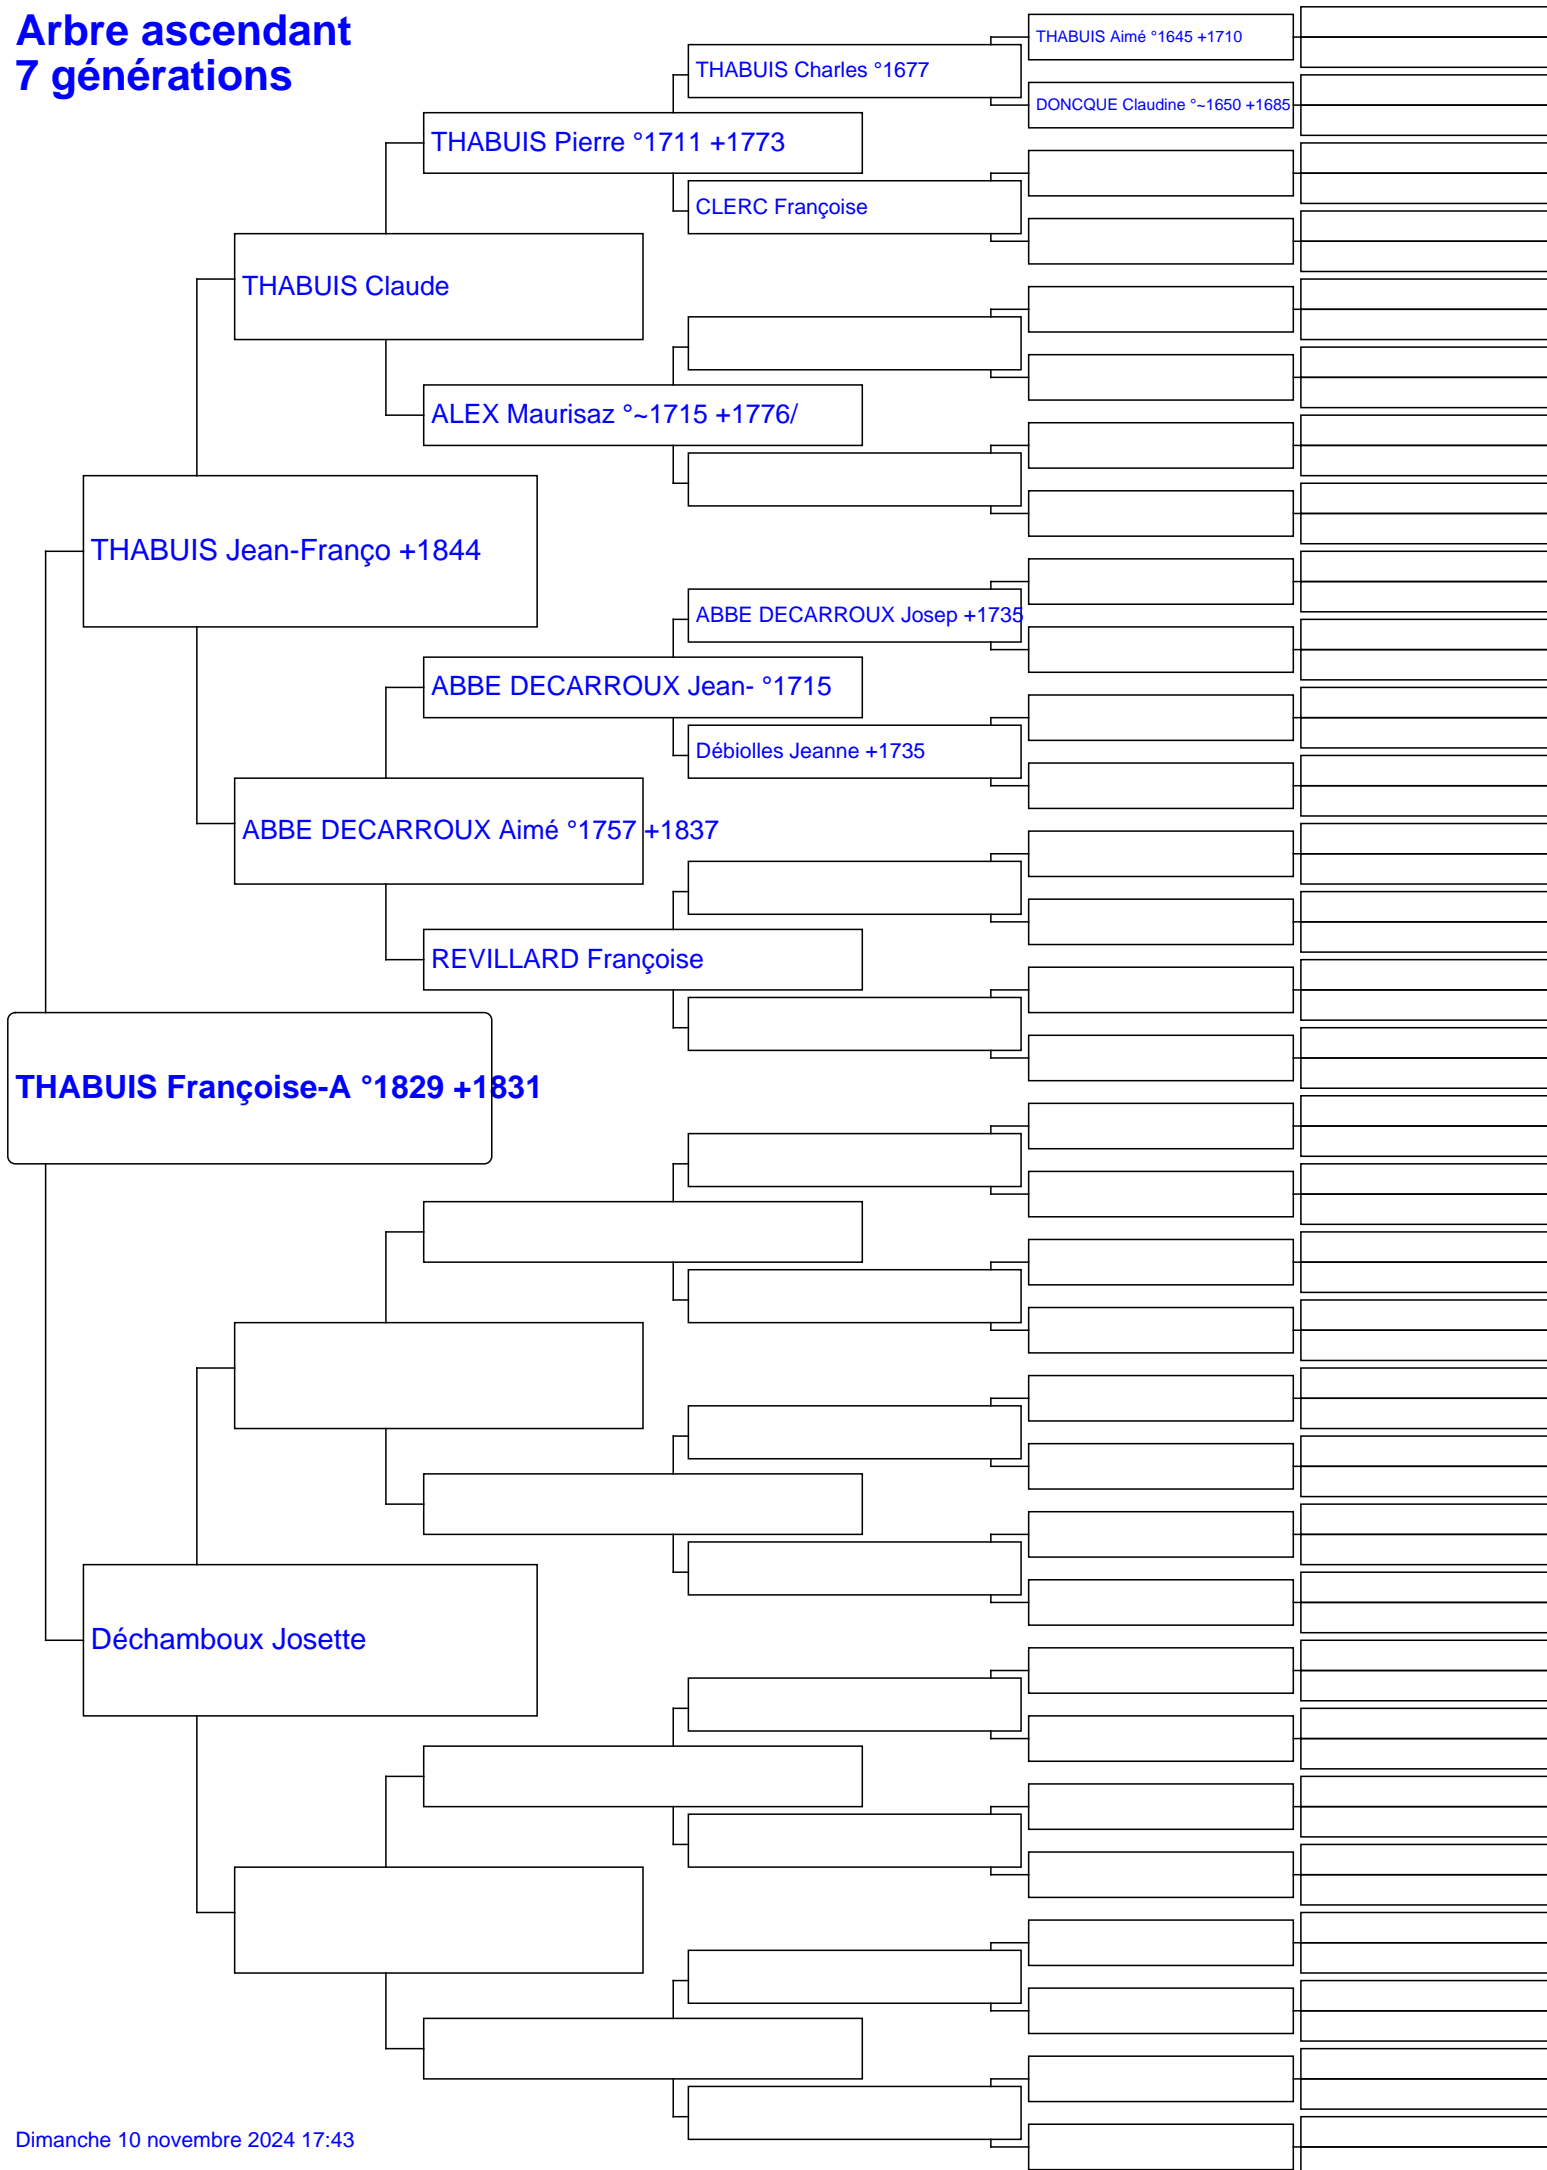 Arbre ascendant
7 générations
THABUIS Aimé °1645 +1710
THABUIS Charles °1677
DONCQUE Claudine °~1650 +1685
THABUIS Pierre °1711 +1773
CLERC Françoise
THABUIS Claude
ALEX Maurisaz °~1715 +1776/
THABUIS Jean-Franço +1844
ABBE DECARROUX Josep +1735
ABBE DECARROUX Jean- °1715
Débiolles Jeanne +1735
ABBE DECARROUX Aimé °1757 +1837
REVILLARD Françoise
THABUIS Françoise-A °1829 +1831
Déchamboux Josette
Dimanche 10 novembre 2024 17:43